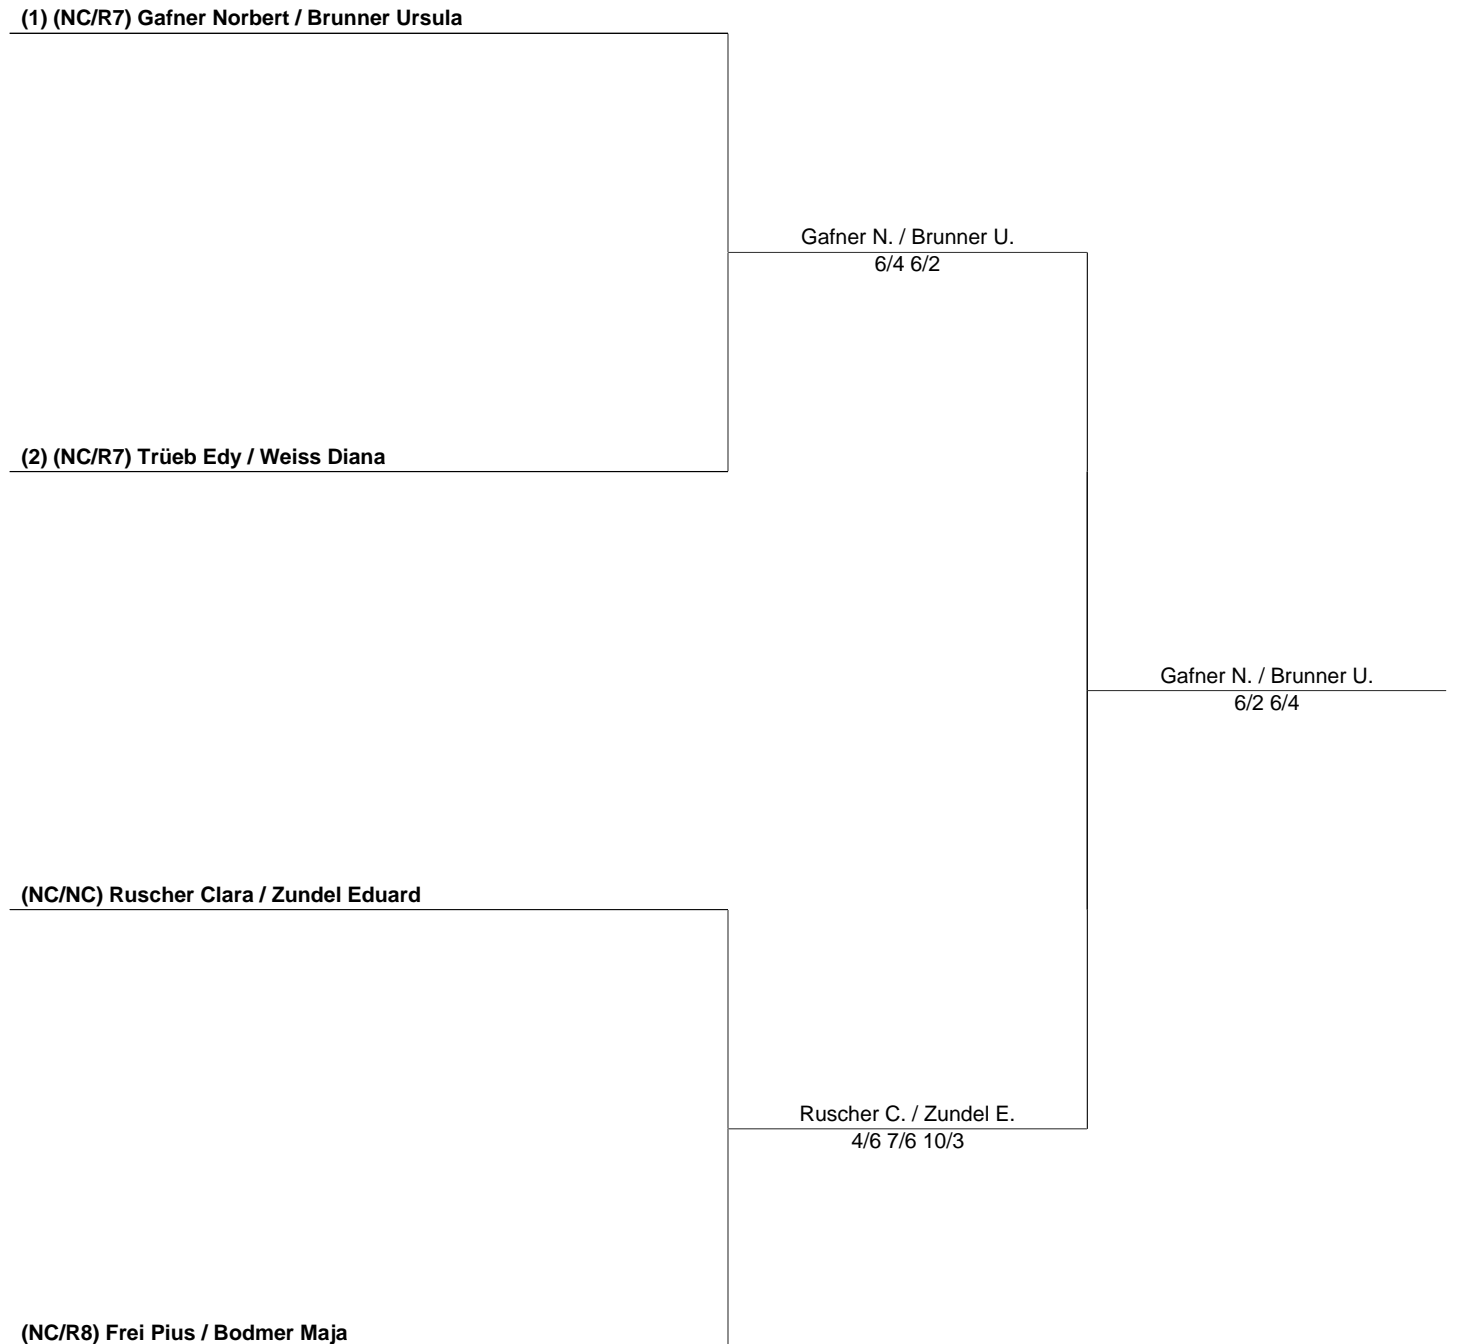 (1) (NC/R7) Gafner Norbert / Brunner Ursula
Gafner N. / Brunner U.
6/4 6/2
(2) (NC/R7) Trüeb Edy / Weiss Diana
Gafner N. / Brunner U.
6/2 6/4
(NC/NC) Ruscher Clara / Zundel Eduard
Ruscher C. / Zundel E.
4/6 7/6 10/3
(NC/R8) Frei Pius / Bodmer Maja